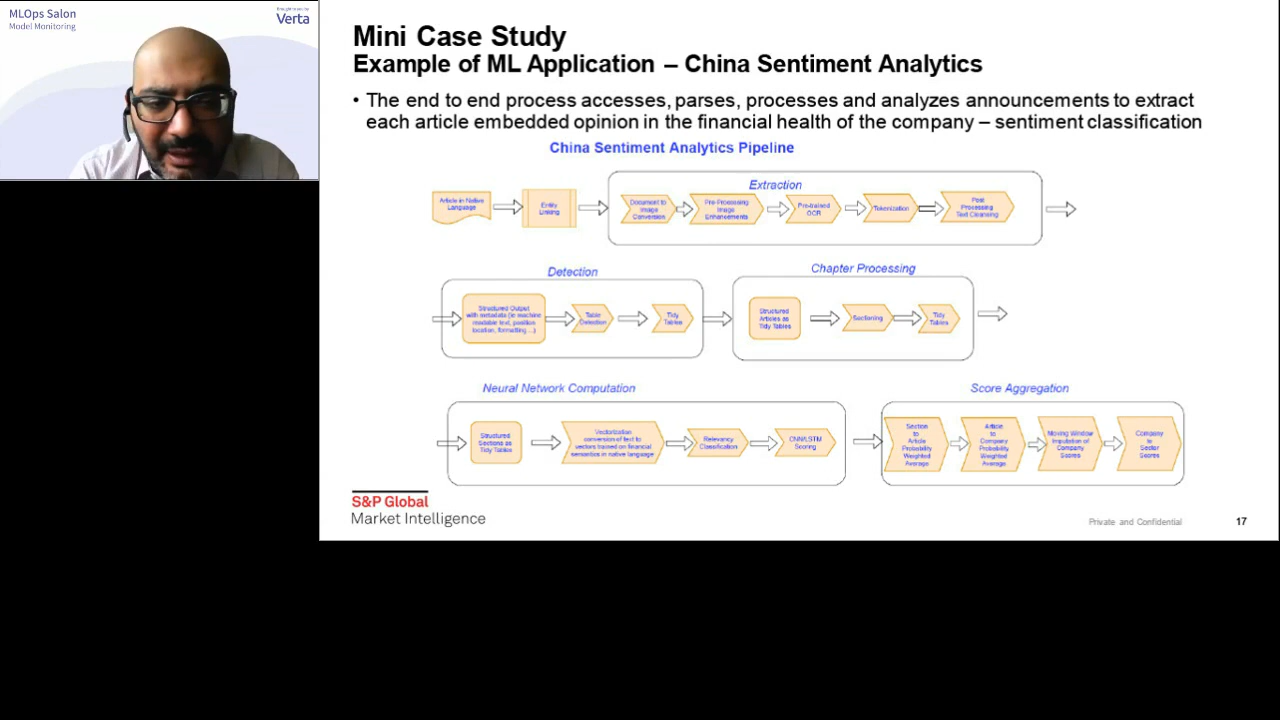 MLOps Salon
Model Monitoring
Brought to you by
Verta
Mini Case Study
Example of ML Application – China Sentiment Analytics
• The end to end process accesses, parses, processes and analyzes announcements to extract
each article embedded opinion in the financial health of the company – sentiment classification
China Sentiment Analytics Pipeline
Extraction
Article in Native
Language
Entity
Linking
Document to
Image
Conversion
Pre-Processing
Image
Enhancements
Pre-trained
OCR
Tokenization
Post
Processing
Text Cleansing
Detection
Structured Output
with metadata (ie machine
readable text, position
location, formatting ...)
Table
Detection
Tidy
Tables
Chapter Processing
Structured
Articles as
Tidy Tables
Sectioning
Tidy
Tables
Neural Network Computation
Structured
Sections as
Tidy Tables
Vectorization
conversion of text to
vectors trained on financial
semantics in native language
Relevancy
Classification
CNN/LSTM
Scoring
Score Aggregation
Section
to
Article
Probability
Weighted
Average
Article
to
Company
Probability
Weighted
Average
Moving Window
Imputation of
Company
Scores
Company
to
Sector
Scores
S&P Global
Market Intelligence
Private and Confidential
17